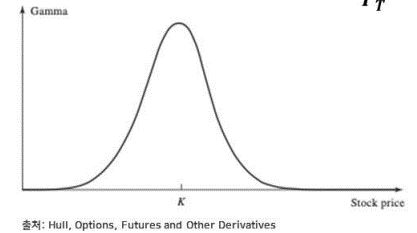 Gamma
K
Stock price
출처: Hull, Options, Futures and Other Derivatives